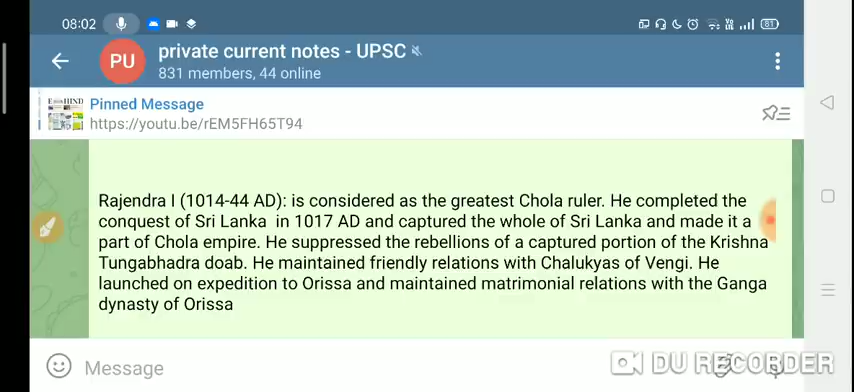 08:02
81
PU
private current notes - UPSC
831 members, 44 online
Pinned Message
https://youtu.be/rEM5FH65T94
Rajendra I (1014-44 AD): is considered as the greatest Chola ruler. He completed the
conquest of Sri Lanka in 1017 AD and captured the whole of Sri Lanka and made it a
part of Chola empire. He suppressed the rebellions of a captured portion of the Krishna
Tungabhadra doab. He maintained friendly relations with Chalukyas of Vengi. He
launched on expedition to Orissa and maintained matrimonial relations with the Ganga
dynasty of Orissa
Message
DU RECORDER